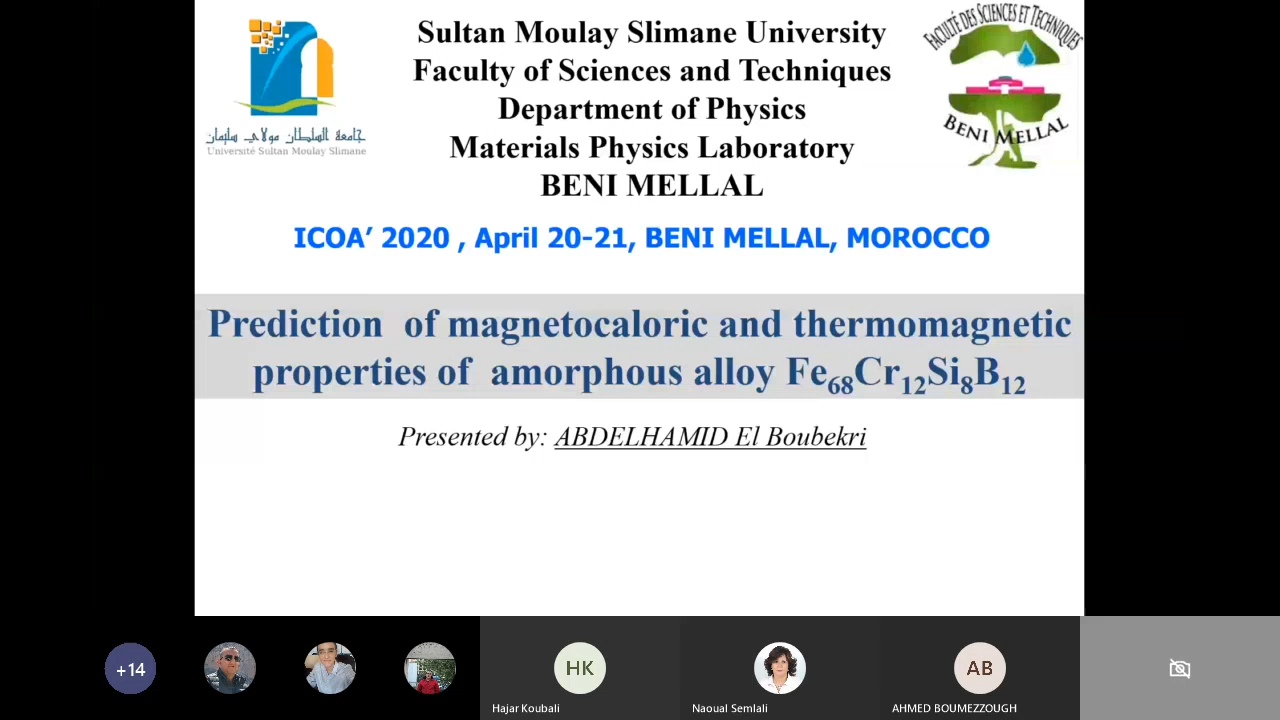 Sultan Moulay Slimane University
Faculty of Sciences and Techniques
Department of Physics
Materials Physics Laboratory
BENI MELLAL
جامعة السلطان مولاي سليمان
Université Sultan Moulay Slimane
FACULTÉ DES SCIENCES ET TECHNIQUES
BENI MELLAL
ICOA’ 2020 , April 20-21, BENI MELLAL, MOROCCO
Prediction of magnetocaloric and thermomagnetic
properties of amorphous alloy Fe₆₈Cr₁₂Si₈B₁₂
Presented by: ABDELHAMID El Boubekri
+14
HK
AB
Hajar Koubali
Naoual Semlali
AHMED BOUMEZZOUGH